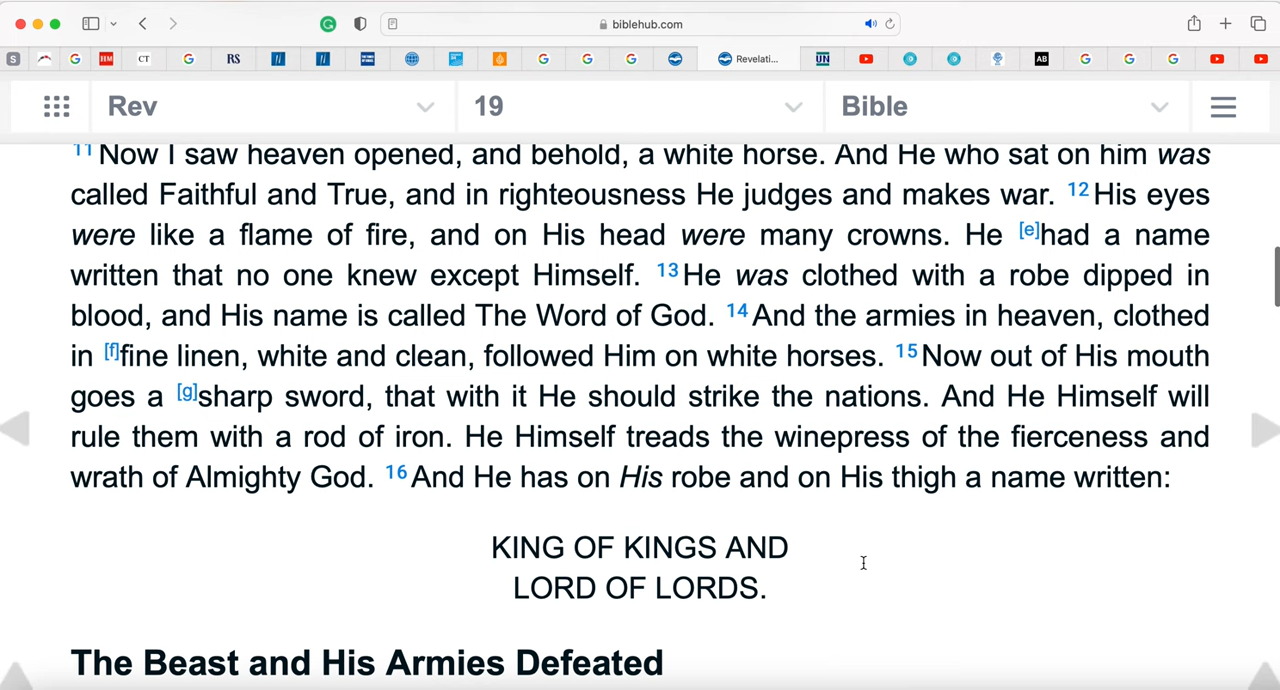 biblehub.com
S G HM CT G RS G G G Revelati... UN AB G G G
Rev 19 Bible
11 Now I saw heaven opened, and behold, a white horse. And He who sat on him was
called Faithful and True, and in righteousness He judges and makes war. 12 His eyes
were like a flame of fire, and on His head were many crowns. He [e]had a name
written that no one knew except Himself. 13 He was clothed with a robe dipped in
blood, and His name is called The Word of God. 14 And the armies in heaven, clothed
in [f]fine linen, white and clean, followed Him on white horses. 15 Now out of His mouth
goes a [g]sharp sword, that with it He should strike the nations. And He Himself will
rule them with a rod of iron. He Himself treads the winepress of the fierceness and
wrath of Almighty God. 16 And He has on His robe and on His thigh a name written:
KING OF KINGS AND
LORD OF LORDS.
The Beast and His Armies Defeated